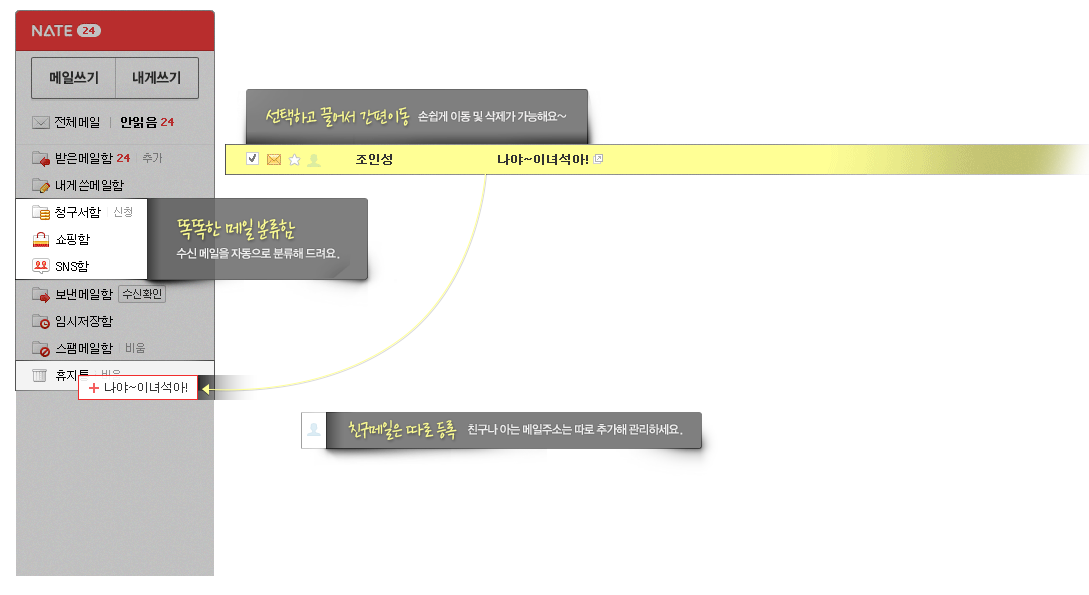 NATE 24
메일쓰기 내게쓰기
전체메일 | 안읽음 24
받은메일함 24 추가
내게쓴메일함
청구서함 신청
쇼핑함
SNS함
보낸메일함 수신확인
임시저장함
스팸메일함 비움
휴지통 비움
+ 나야~이녀석아!
선택하고 끌어서 간편이동 손쉽게 이동 및 삭제가 가능해요~
조인성 나야~이녀석아!
똑똑한 메일 분류함
수신 메일을 자동으로 분류해 드려요.
친구메일은 따로 등록 친구나 아는 메일주소는 따로 추가해 관리하세요.